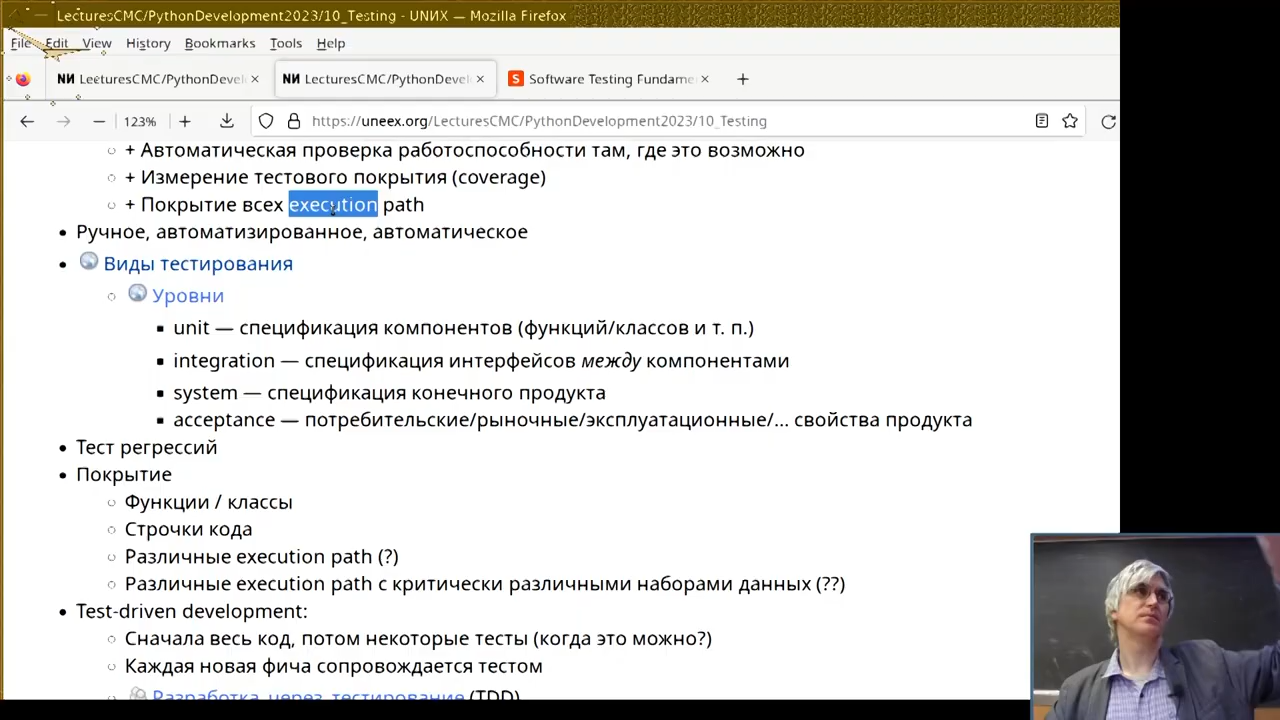 LecturesCMC/PythonDevelopment2023/10_Testing - UNИX — Mozilla Firefox
File Edit View History Bookmarks Tools Help
NИ LecturesCMC/PythonDevel
NИ LecturesCMC/PythonDevel
S Software Testing Fundame
123%
https://uneex.org/LecturesCMC/PythonDevelopment2023/10_Testing
+ Автоматическая проверка работоспособности там, где это возможно
+ Измерение тестового покрытия (coverage)
+ Покрытие всех execution path
Ручное, автоматизированное, автоматическое
Виды тестирования
Уровни
unit — спецификация компонентов (функций/классов и т. п.)
integration — спецификация интерфейсов между компонентами
system — спецификация конечного продукта
acceptance — потребительские/рыночные/эксплуатационные/... свойства продукта
Тест регрессий
Покрытие
Функции / классы
Строчки кода
Различные execution path (?)
Различные execution path с критически различными наборами данных (??)
Test-driven development:
Сначала весь код, потом некоторые тесты (когда это можно?)
Каждая новая фича сопровождается тестом
Разработка_через_тестирование (TDD)